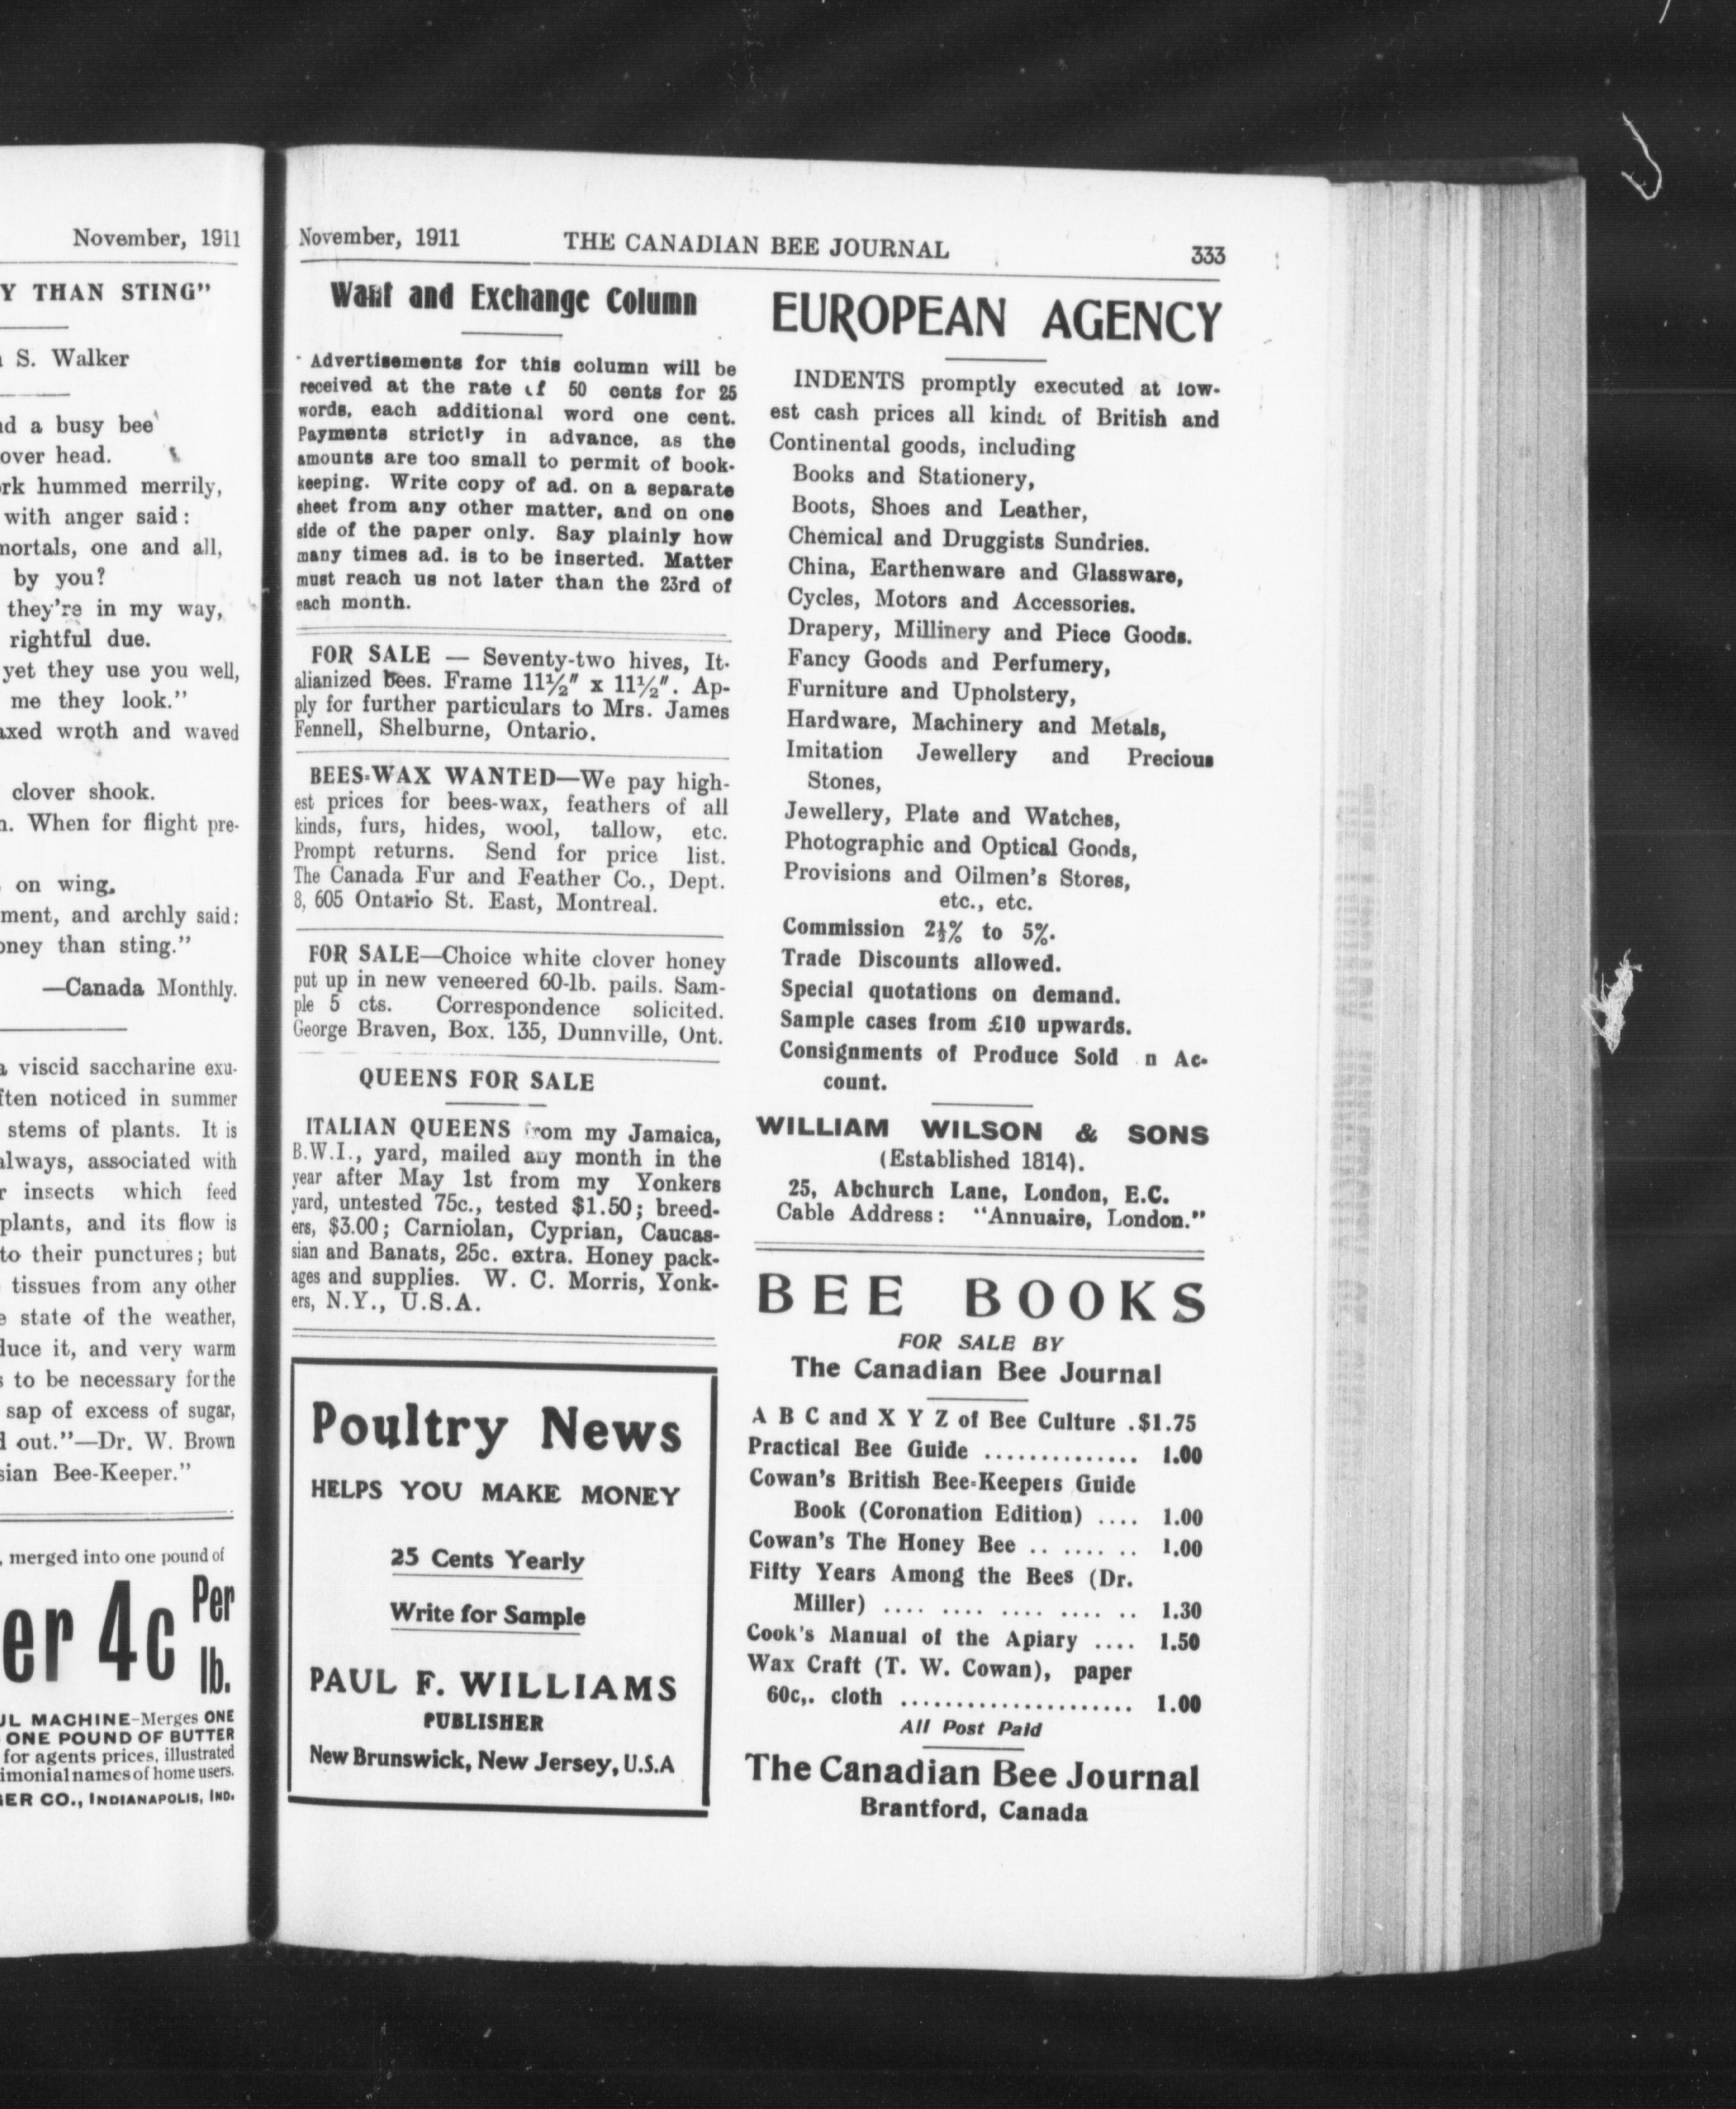 November, 1911
Y THAN STING"
S. Walker
a busy bee
over head.
hummed merrily,
with anger said:
mortals, one and all,
by you?
they're in my way,
rightful due.
yet they use you well,
me they look."
wroth and waved
clover shook.
When for flight pre-
on wing.
and archly said:
than sting."
—Canada Monthly.
viscid saccharine exu-
noticed in summer
stems of plants. It is
always, associated with
insects which feed
plants, and its flow is
to their punctures; but
tissues from any other
state of the weather,
it, and very warm
to be necessary for the
sap of excess of sugar,
out."—Dr. W. Brown
Bee-Keeper."
merged into one pound of
er 4c Per
lb.
MACHINE-Merges ONE
ONE POUND OF BUTTER
for agents prices, illustrated
names of home users.
CO., INDIANAPOLIS, IND.
November, 1911 THE CANADIAN BEE JOURNAL 333
Want and Exchange Column
Advertisements for this column will be
received at the rate of 50 cents for 25
words, each additional word one cent.
Payments strictly in advance, as the
amounts are too small to permit of book-
keeping. Write copy of ad. on a separate
sheet from any other matter, and on one
side of the paper only. Say plainly how
many times ad. is to be inserted. Matter
must reach us not later than the 23rd of
each month.
FOR SALE — Seventy-two hives, It-
alianized bees. Frame 11½" x 11½". Ap-
ply for further particulars to Mrs. James
Fennell, Shelburne, Ontario.
BEES-WAX WANTED—We pay high-
est prices for bees-wax, feathers of all
kinds, furs, hides, wool, tallow, etc.
Prompt returns. Send for price list.
The Canada Fur and Feather Co., Dept.
8, 605 Ontario St. East, Montreal.
FOR SALE—Choice white clover honey
put up in new veneered 60-lb. pails. Sam-
ple 5 cts. Correspondence solicited.
George Braven, Box. 135, Dunnville, Ont.
QUEENS FOR SALE
ITALIAN QUEENS from my Jamaica,
B.W.I., yard, mailed any month in the
year after May 1st from my Yonkers
yard, untested 75c., tested $1.50; breed-
ers, $3.00; Carniolan, Cyprian, Caucas-
sian and Banats, 25c. extra. Honey pack-
ages and supplies. W. C. Morris, Yonk-
ers, N.Y., U.S.A.
Poultry News
HELPS YOU MAKE MONEY
25 Cents Yearly
Write for Sample
PAUL F. WILLIAMS
PUBLISHER
New Brunswick, New Jersey, U.S.A
EUROPEAN AGENCY
INDENTS promptly executed at low-
est cash prices all kinds of British and
Continental goods, including
Books and Stationery,
Boots, Shoes and Leather,
Chemical and Druggists Sundries.
China, Earthenware and Glassware,
Cycles, Motors and Accessories.
Drapery, Millinery and Piece Goods.
Fancy Goods and Perfumery,
Furniture and Upholstery,
Hardware, Machinery and Metals,
Imitation Jewellery and Precious
Stones,
Jewellery, Plate and Watches,
Photographic and Optical Goods,
Provisions and Oilmen's Stores,
etc., etc.
Commission 2½% to 5%.
Trade Discounts allowed.
Special quotations on demand.
Sample cases from £10 upwards.
Consignments of Produce Sold n Ac-
count.
WILLIAM WILSON & SONS
(Established 1814).
25, Abchurch Lane, London, E.C.
Cable Address: "Annuaire, London."
BEE BOOKS
FOR SALE BY
The Canadian Bee Journal
A B C and X Y Z of Bee Culture .$1.75
Practical Bee Guide .............. 1.00
Cowan's British Bee-Keepers Guide
Book (Coronation Edition) .... 1.00
Cowan's The Honey Bee .. .... .. 1.00
Fifty Years Among the Bees (Dr.
Miller) .... .... .... .... .. 1.30
Cook's Manual of the Apiary .... 1.50
Wax Craft (T. W. Cowan), paper
60c,. cloth ..................... 1.00
All Post Paid
The Canadian Bee Journal
Brantford, Canada